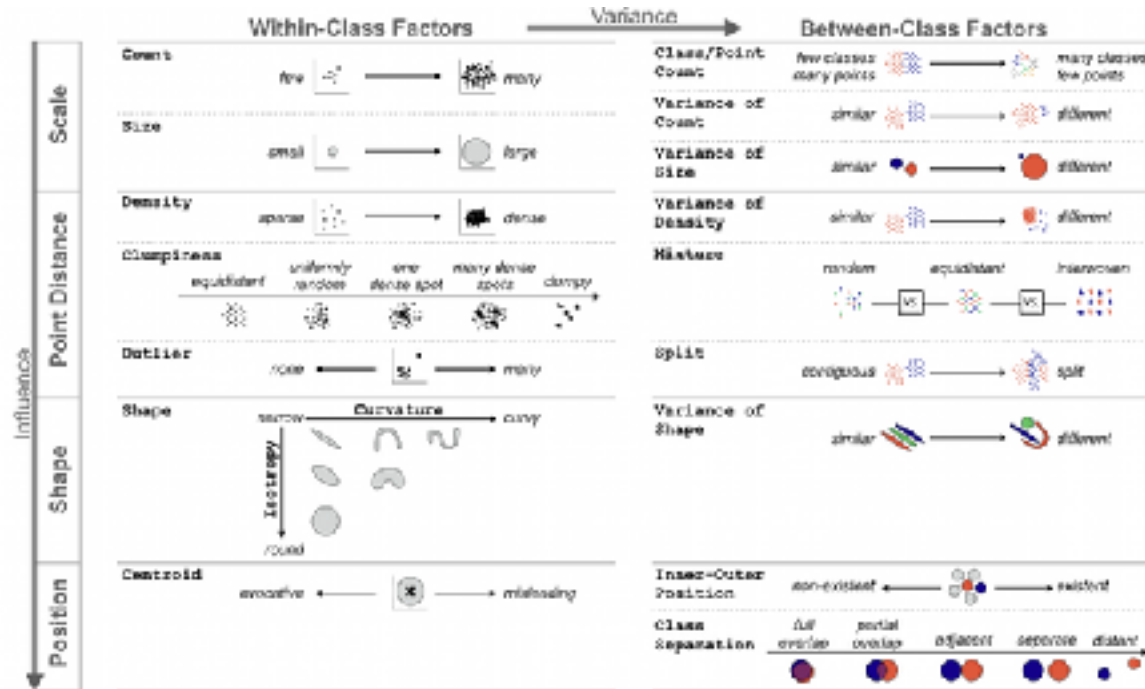 Variance
Within-Class Factors
Between-Class Factors
Influence
Scale
Count
few
many
Class/Point
Count
few classes
many points
many classes
few points
Variance of
Count
similar
different
Size
small
large
Variance of
Size
similar
different
Point Distance
Density
sparse
dense
Variance of
Density
similar
different
Clumpiness
equidistant
uniformly
random
one
dense spot
many dense
spots
clumpy
Mixture
random
equidistant
interwoven
vs
vs
Outlier
none
many
Split
contiguous
split
Shape
Shape
narrow
Curvature
curvy
Isotropy
round
Variance of
Shape
similar
different
Position
Centroid
evocative
misleading
Inner-Outer
Position
non-existent
existent
Class
Separation
full
overlap
partial
overlap
adjacent
separate
distant